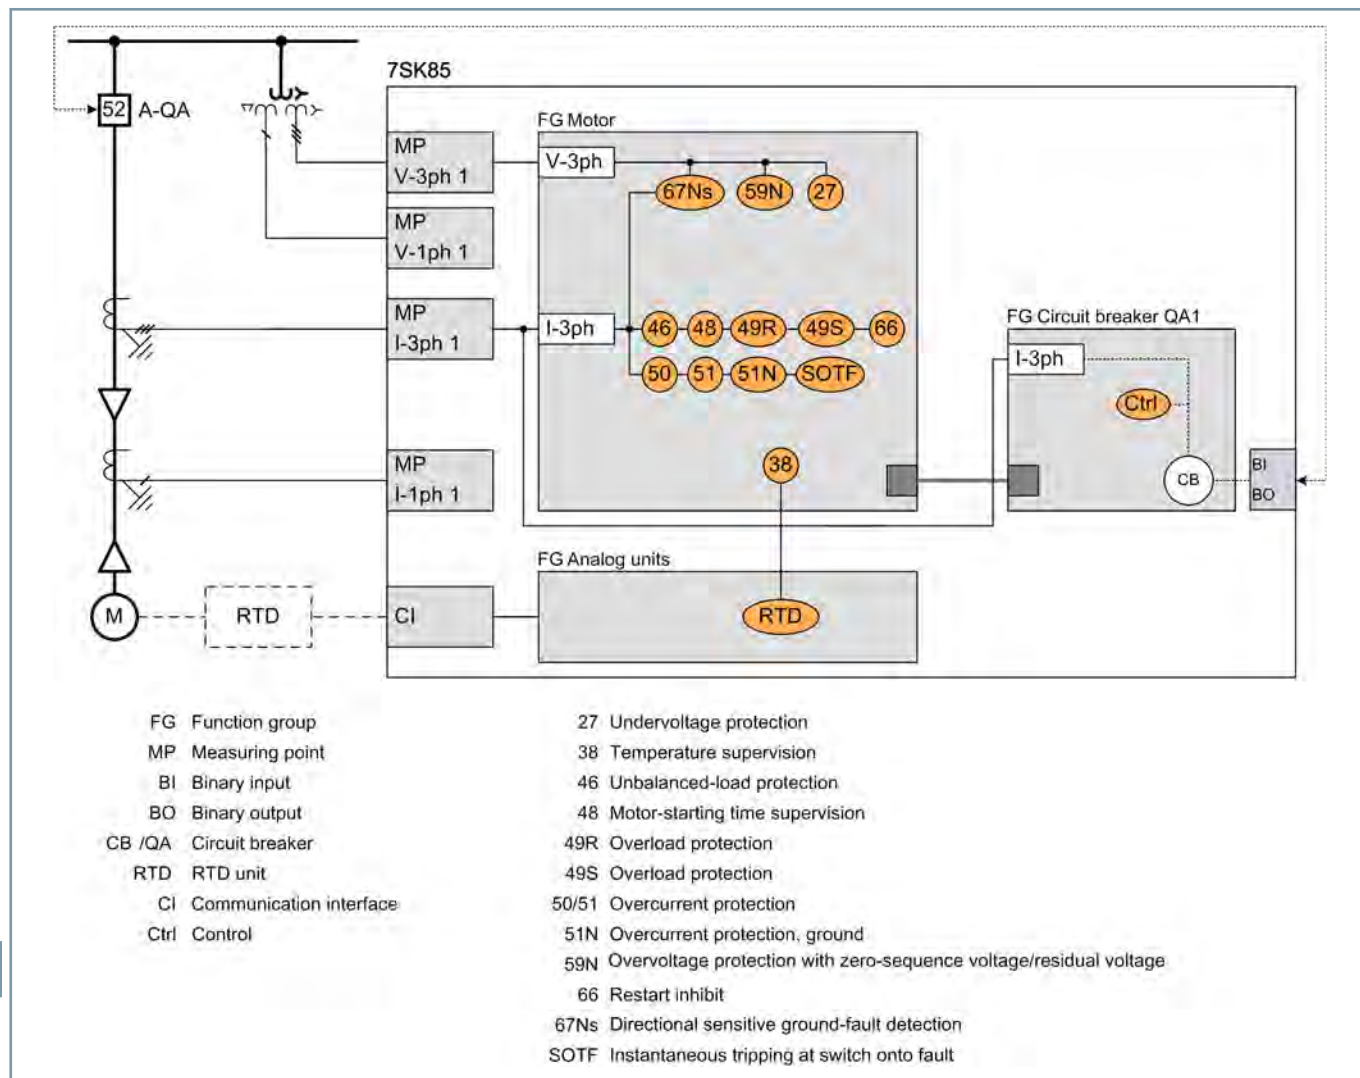 7SK85
52 A-QA
FG Motor
MP
V-3ph 1
V-3ph
67Ns 59N 27
MP
V-1ph 1
MP
I-3ph 1
I-3ph
46 48 49R 49S 66
50 51 51N SOTF
FG Circuit breaker QA1
I-3ph
Ctrl
CB
BI
BO
MP
I-1ph 1
38
FG Analog units
M
RTD
CI
RTD
FG Function group
MP Measuring point
BI Binary input
BO Binary output
CB /QA Circuit breaker
RTD RTD unit
CI Communication interface
Ctrl Control
27 Undervoltage protection
38 Temperature supervision
46 Unbalanced-load protection
48 Motor-starting time supervision
49R Overload protection
49S Overload protection
50/51 Overcurrent protection
51N Overcurrent protection, ground
59N Overvoltage protection with zero-sequence voltage/residual voltage
66 Restart inhibit
67Ns Directional sensitive ground-fault detection
SOTF Instantaneous tripping at switch onto fault